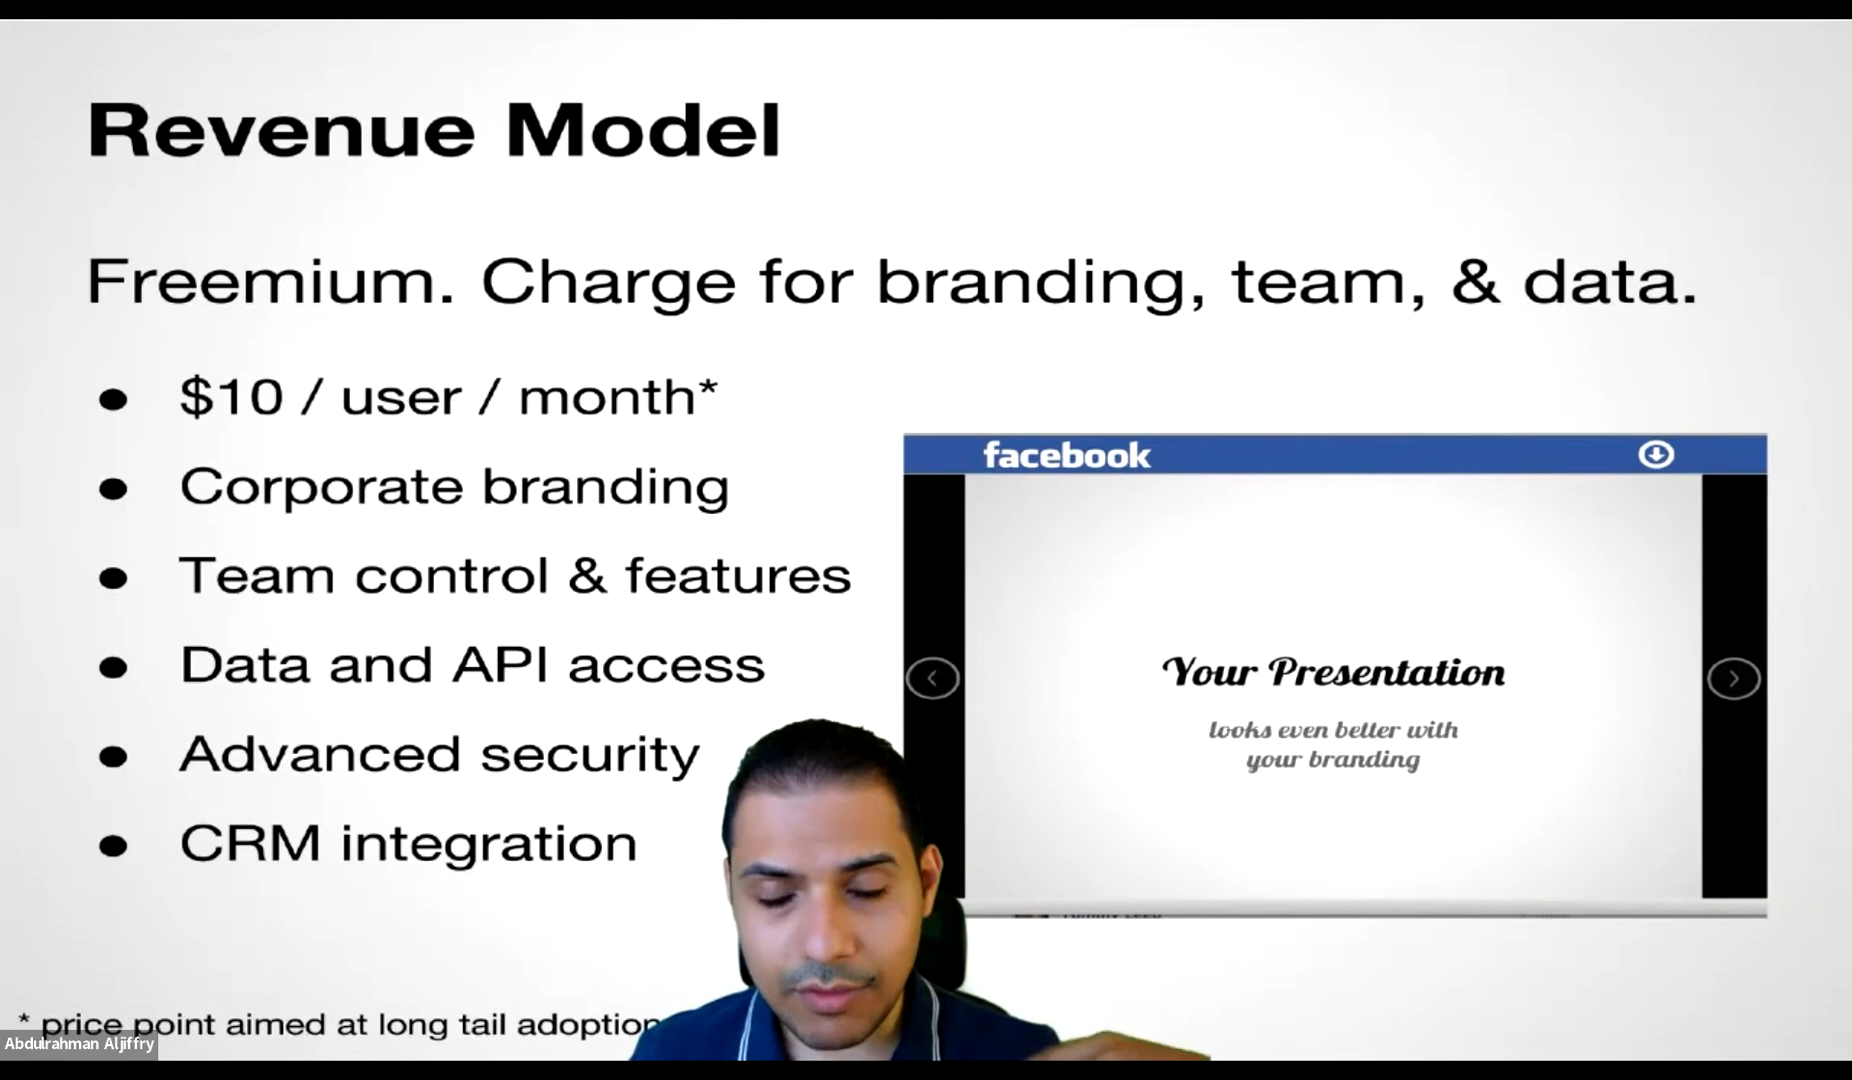 Revenue Model
Freemium. Charge for branding, team, & data.
● $10 / user / month*
● Corporate branding
● Team control & features
● Data and API access
● Advanced security
● CRM integration
facebook
Your Presentation
looks even better with
your branding
* price point aimed at long tail adoption
Abdulrahman Aljiffry